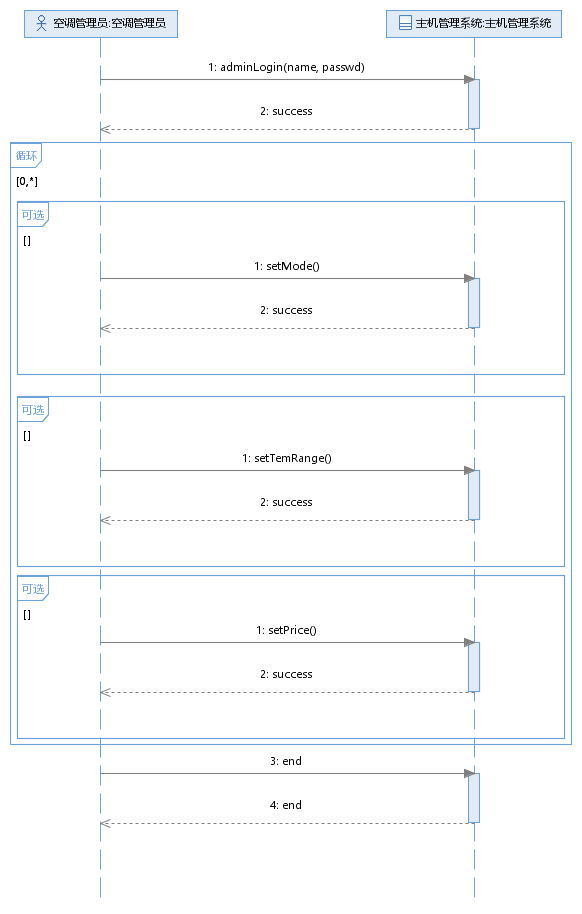 空调管理员:空调管理员
主机管理系统:主机管理系统
1: adminLogin(name, passwd)
2: success
循环
[0,*]
可选
[]
1: setMode()
2: success
可选
[]
1: setTemRange()
2: success
可选
[]
1: setPrice()
2: success
3: end
4: end